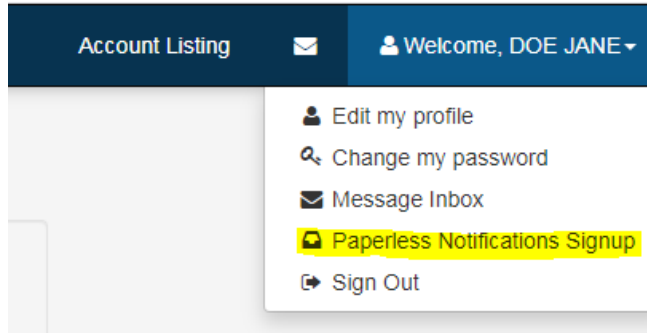 Account Listing Welcome, DOE JANE
Edit my profile
Change my password
Message Inbox
Paperless Notifications Signup
Sign Out